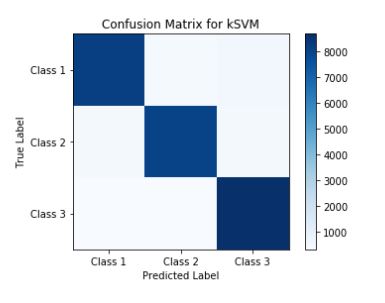 Confusion Matrix for kSVM
Class 1
Class 2
Class 3
True Label
Class 1 Class 2 Class 3
Predicted Label
8000
7000
6000
5000
4000
3000
2000
1000